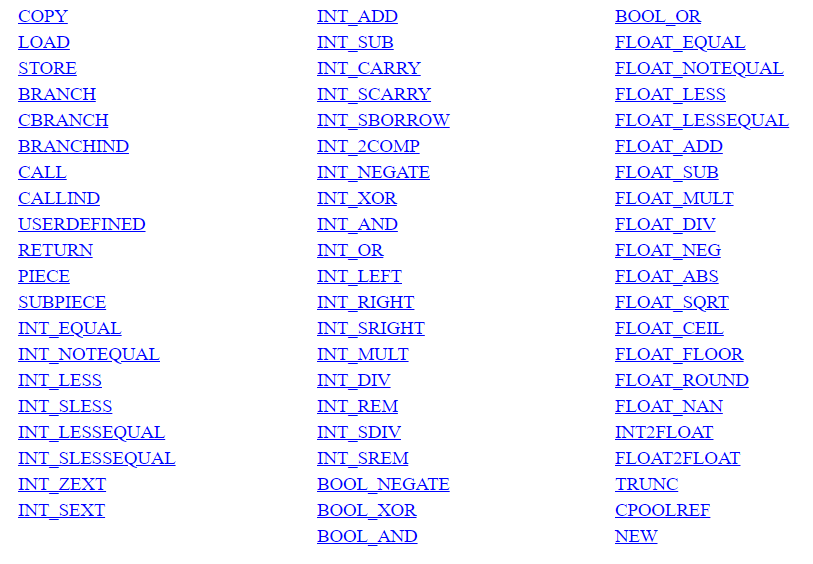 COPY
LOAD
STORE
BRANCH
CBRANCH
BRANCHIND
CALL
CALLIND
USERDEFINED
RETURN
PIECE
SUBPIECE
INT_EQUAL
INT_NOTEQUAL
INT_LESS
INT_SLESS
INT_LESSEQUAL
INT_SLESSEQUAL
INT_ZEXT
INT_SEXT
INT_ADD
INT_SUB
INT_CARRY
INT_SCARRY
INT_SBORROW
INT_2COMP
INT_NEGATE
INT_XOR
INT_AND
INT_OR
INT_LEFT
INT_RIGHT
INT_SRIGHT
INT_MULT
INT_DIV
INT_REM
INT_SDIV
INT_SREM
BOOL_NEGATE
BOOL_XOR
BOOL_AND
BOOL_OR
FLOAT_EQUAL
FLOAT_NOTEQUAL
FLOAT_LESS
FLOAT_LESSEQUAL
FLOAT_ADD
FLOAT_SUB
FLOAT_MULT
FLOAT_DIV
FLOAT_NEG
FLOAT_ABS
FLOAT_SQRT
FLOAT_CEIL
FLOAT_FLOOR
FLOAT_ROUND
FLOAT_NAN
INT2FLOAT
FLOAT2FLOAT
TRUNC
CPOOLREF
NEW